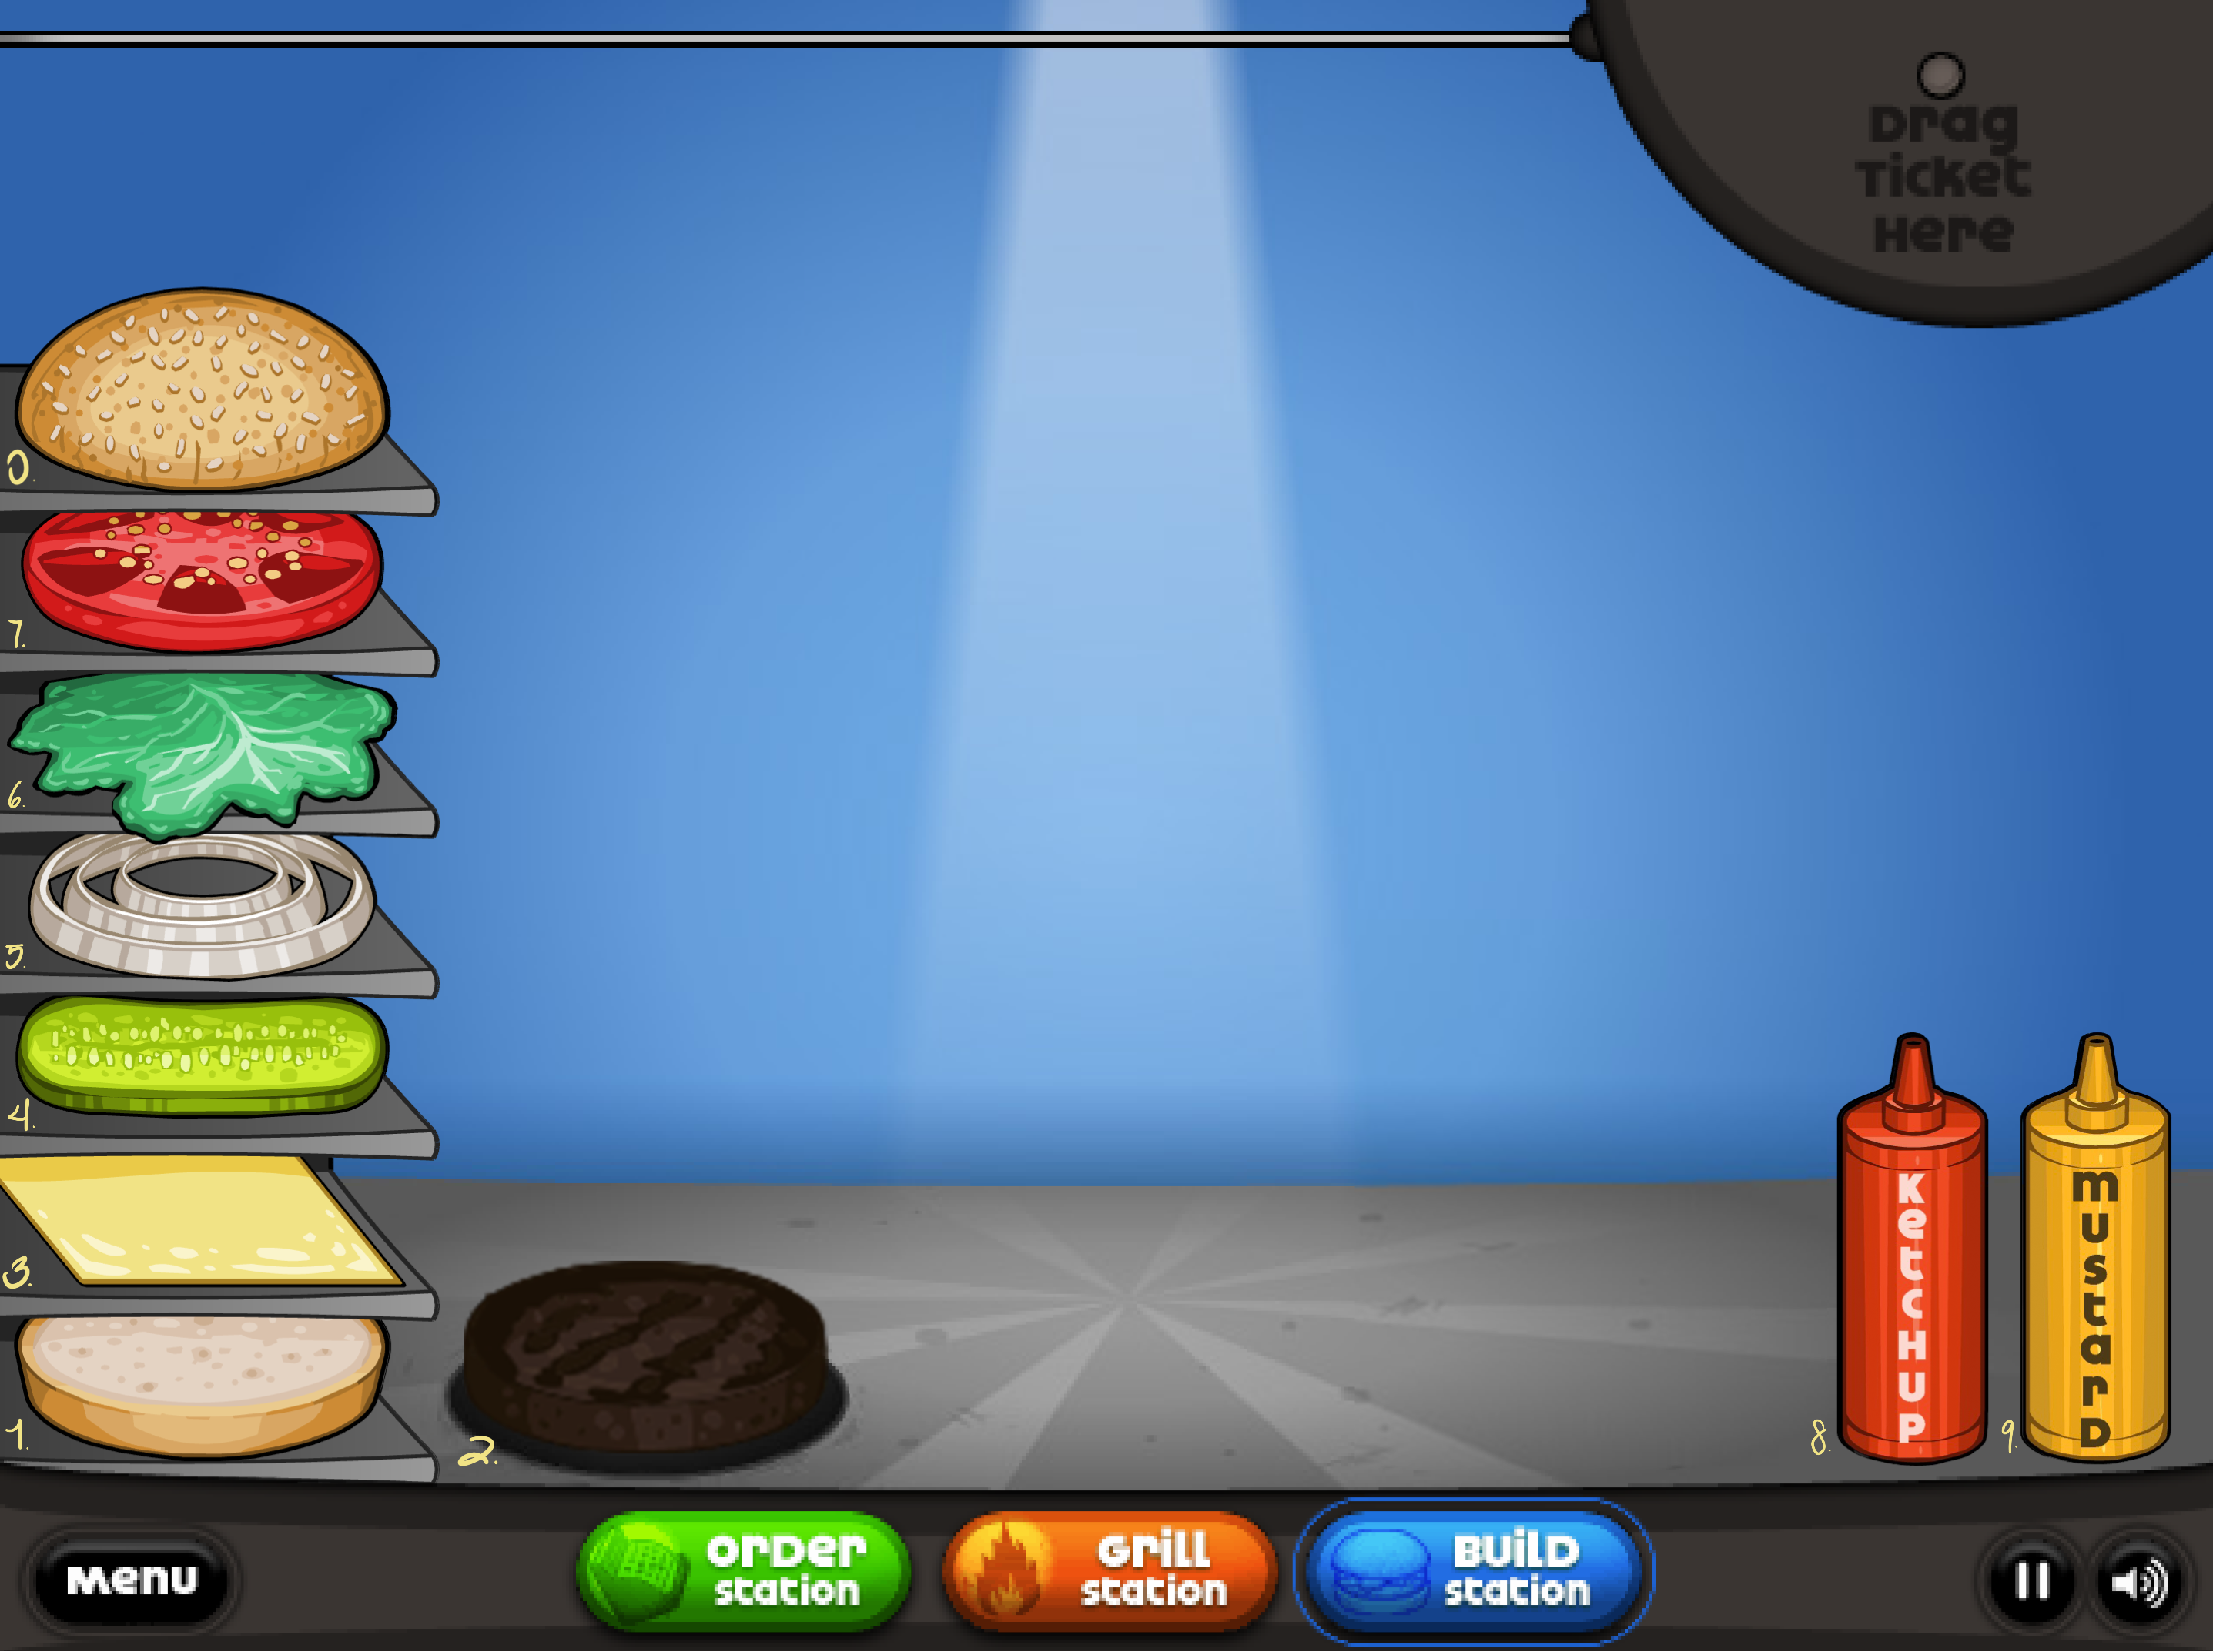 Drag
Ticket
Here
0.
7.
6.
5.
4.
3.
1.
2.
Ketchup
8.
mustard
9.
menu
order
station
Grill
station
Build
station